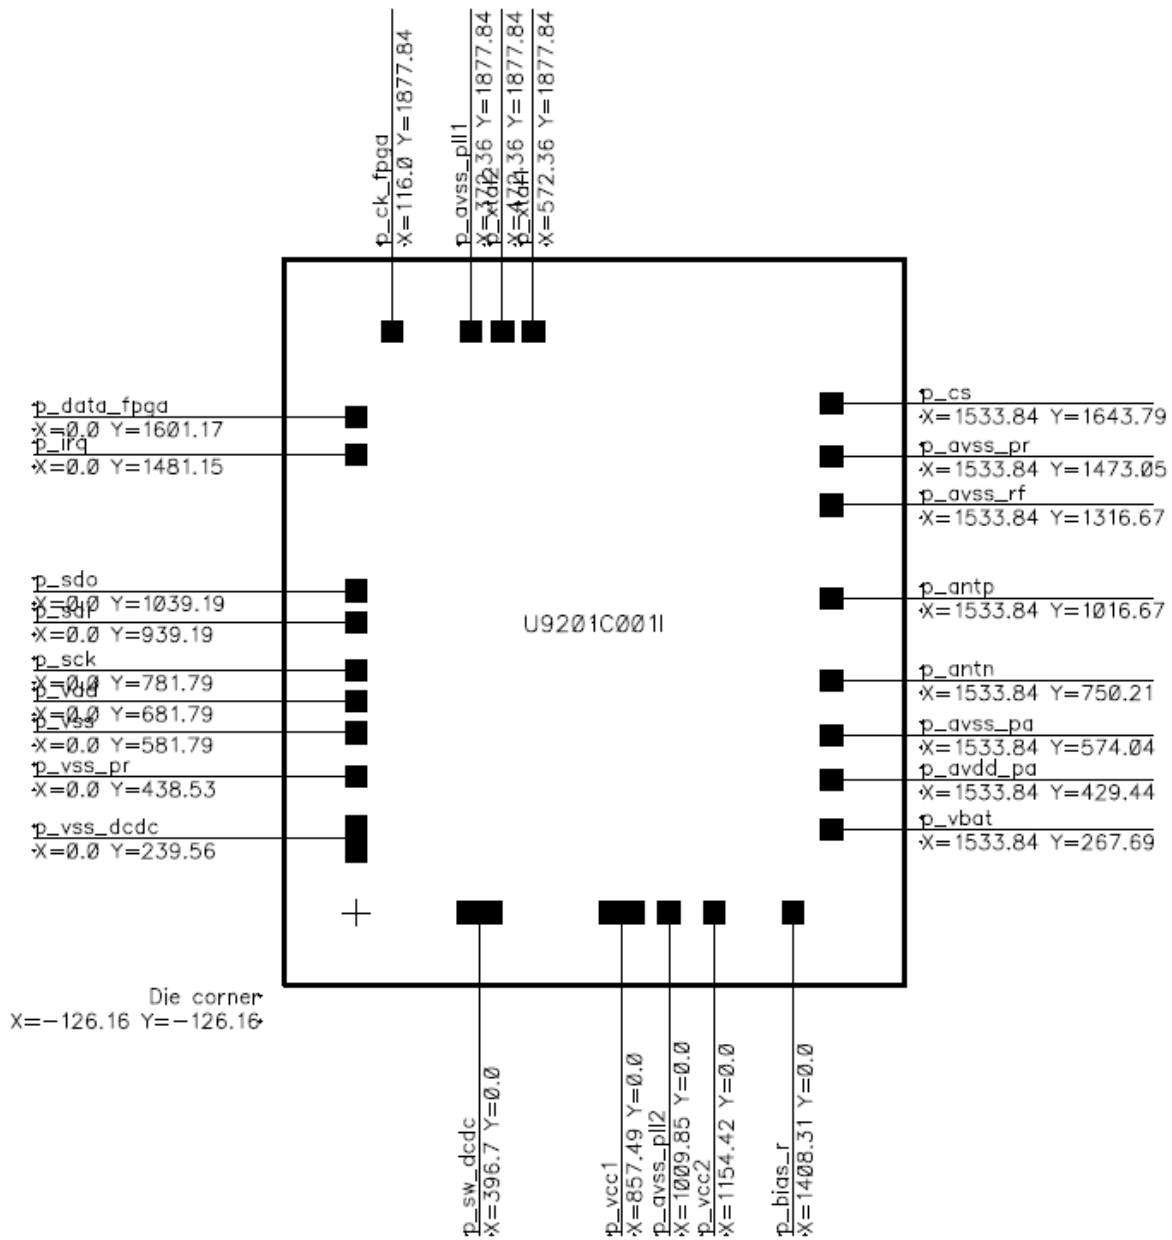 p_ck_fpga
X=116.0 Y=1877.84
p_avss_pll1
X=372.36 Y=1877.84
p_xtal2
X=472.36 Y=1877.84
p_xtal1
X=572.36 Y=1877.84
p_data_fpga
X=0.0 Y=1601.17
p_irq
X=0.0 Y=1481.15
p_sdo
X=0.0 Y=1039.19
p_sdi
X=0.0 Y=939.19
p_sck
X=0.0 Y=781.79
p_vdd
X=0.0 Y=681.79
p_vss
X=0.0 Y=581.79
p_vss_pr
X=0.0 Y=438.53
p_vss_dcdc
X=0.0 Y=239.56
U9201C001I
p_cs
X=1533.84 Y=1643.79
p_avss_pr
X=1533.84 Y=1473.05
p_avss_rf
X=1533.84 Y=1316.67
p_antp
X=1533.84 Y=1016.67
p_antn
X=1533.84 Y=750.21
p_avss_pa
X=1533.84 Y=574.04
p_avdd_pa
X=1533.84 Y=429.44
p_vbat
X=1533.84 Y=267.69
Die corner
X=−126.16 Y=−126.16
p_sw_dcdc
X=396.7 Y=0.0
p_vcc1
X=857.49 Y=0.0
p_avss_pll2
X=1009.85 Y=0.0
p_vcc2
X=1154.42 Y=0.0
p_bias_r
X=1408.31 Y=0.0